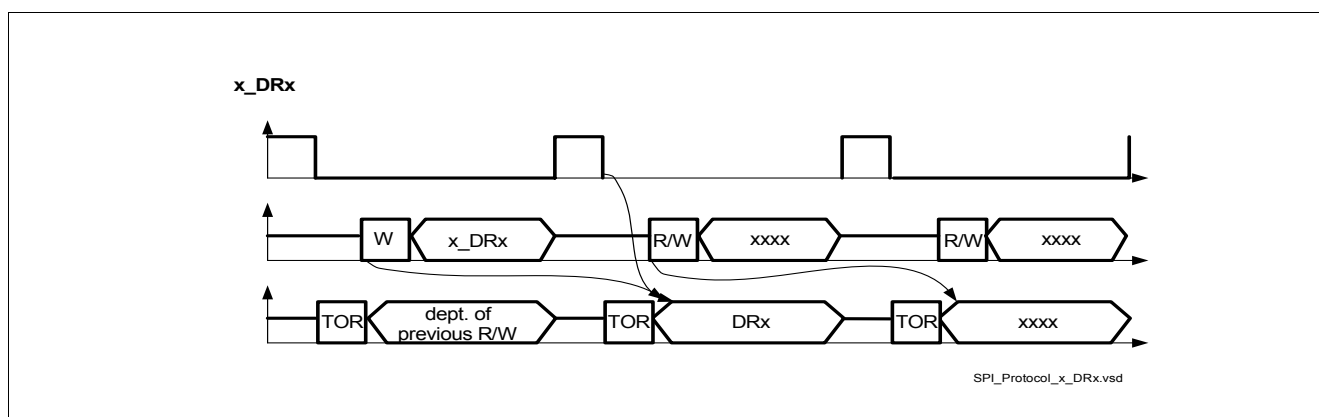 x_DRx
W
x_DRx
R/W
xxxx
R/W
xxxx
TOR
dept. of
previous R/W
TOR
DRx
TOR
xxxx
SPI_Protocol_x_DRx.vsd